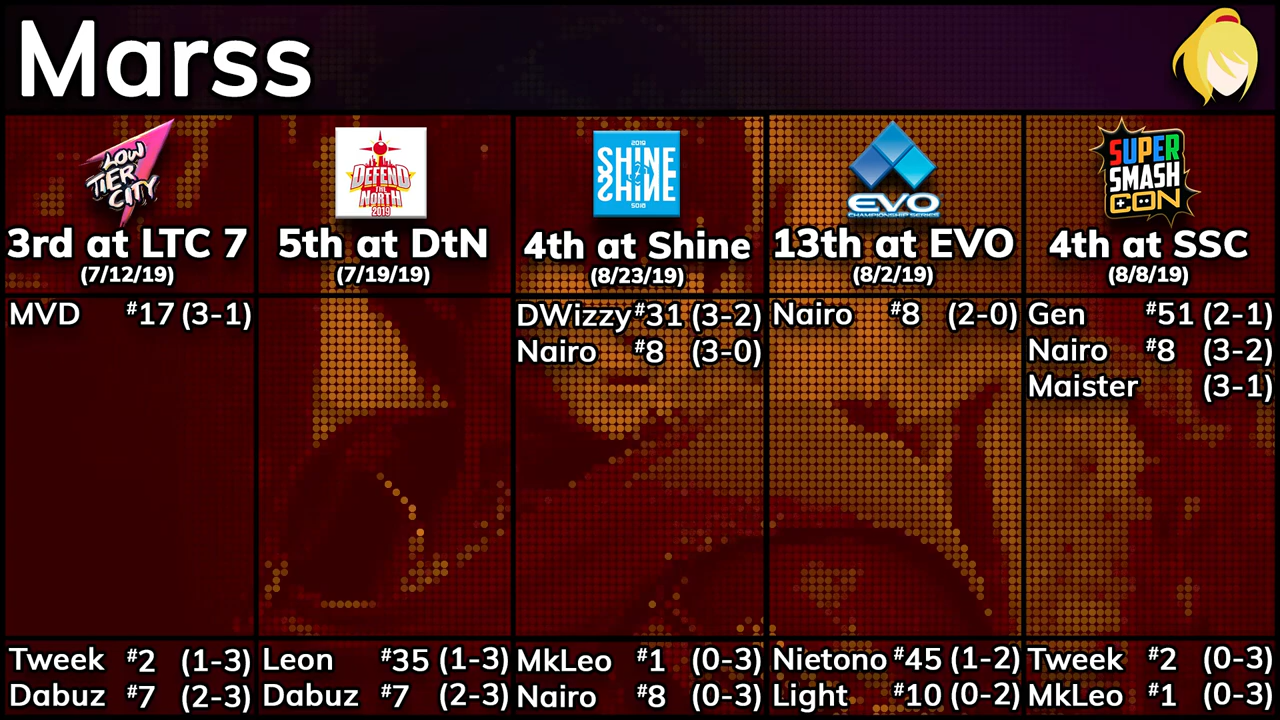 Marss
LOW
TIER
CITY
3rd at LTC 7
(7/12/19)
MVD #17 (3-1)
Tweek #2 (1-3)
Dabuz #7 (2-3)
DEFEND
THE
NORTH
2019
5th at DtN
(7/19/19)
Leon #35 (1-3)
Dabuz #7 (2-3)
2019
SHINE
4th at Shine
(8/23/19)
DWizzy #31 (3-2)
Nairo #8 (3-0)
MkLeo #1 (0-3)
Nairo #8 (0-3)
EVO
CHAMPIONSHIP SERIES
13th at EVO
(8/2/19)
Nairo #8 (2-0)
Nietono #45 (1-2)
Light #10 (0-2)
SUPER
SMASH
CON
4th at SSC
(8/8/19)
Gen #51 (2-1)
Nairo #8 (3-2)
Maister (3-1)
Tweek #2 (0-3)
MkLeo #1 (0-3)